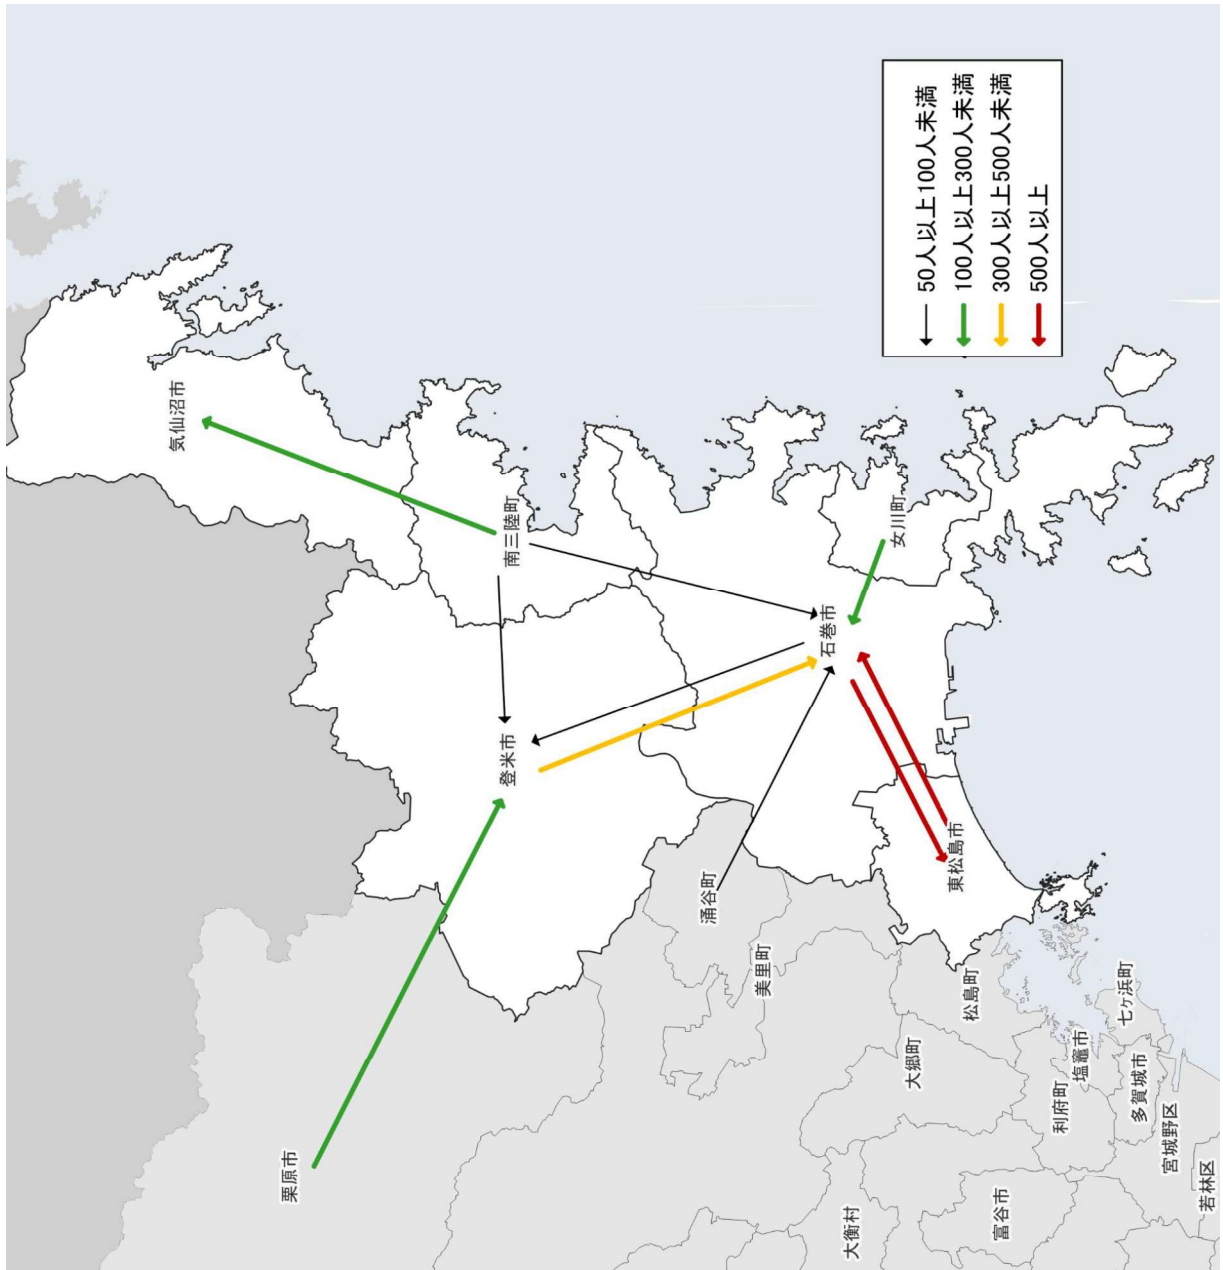 50人以上100人未満
100人以上300人未満
300人以上500人未満
500人以上
気仙沼市
南三陸町
女川町
石巻市
登米市
東松島市
涌谷町
美里町
松島町
七ヶ浜町
大郷町
塩竈市
利府町
多賀城市
宮城野区
栗原市
富谷市
大衡村
若林区